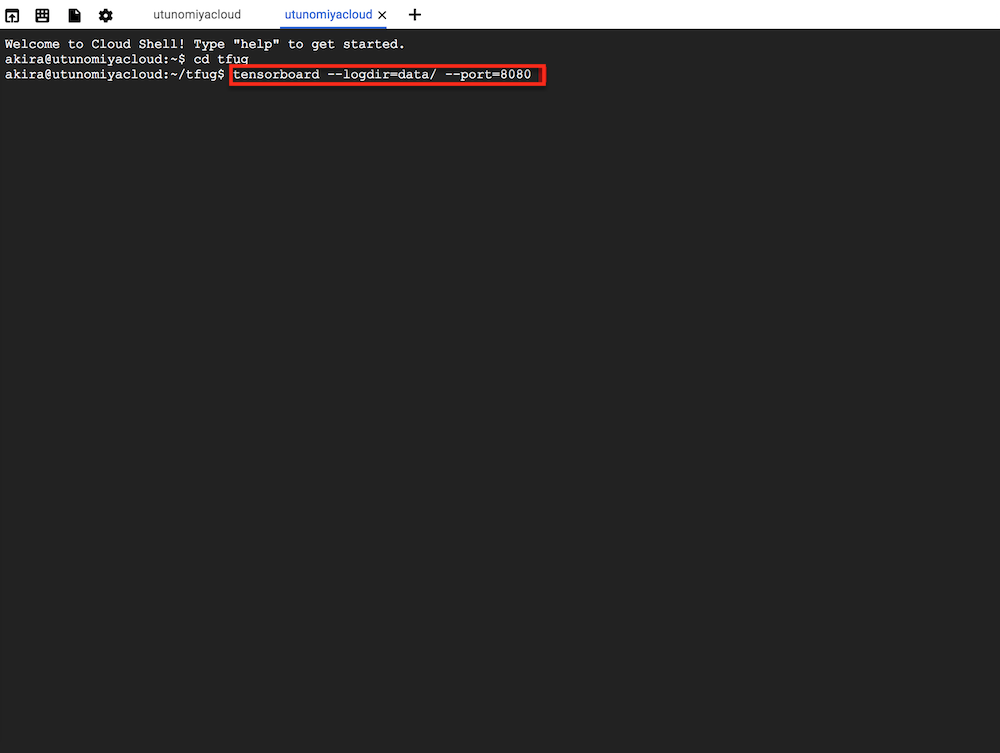 utunomiyacloud utunomiyacloud
Welcome to Cloud Shell! Type "help" to get started.
akira@utunomiyacloud:~$ cd tfug
akira@utunomiyacloud:~/tfug$ tensorboard --logdir=data/ --port=8080